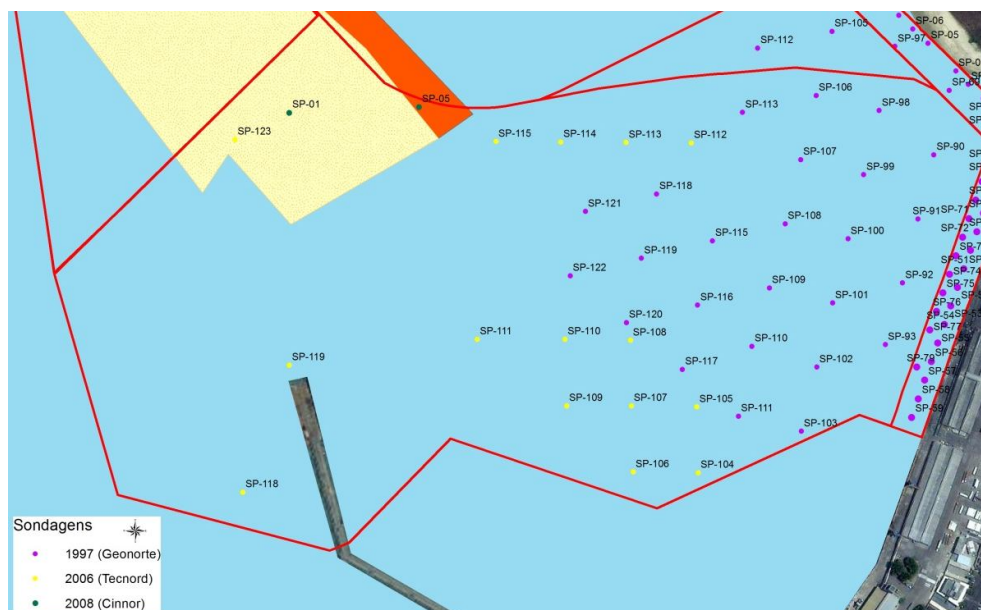 SP-105
SP-06
SP-112
SP-97
SP-05
SP-106
SP-01
SP-05
SP-113
SP-98
SP-123
SP-115
SP-114
SP-113
SP-112
SP-90
SP-107
SP-99
SP-118
SP-121
SP-91
SP-71
SP-108
SP-115
SP-100
SP-72
SP-119
SP-51
SP-122
SP-74
SP-109
SP-92
SP-75
SP-116
SP-101
SP-76
SP-120
SP-54
SP-111
SP-110
SP-108
SP-77
SP-110
SP-93
SP-55
SP-119
SP-117
SP-102
SP-79
SP-56
SP-57
SP-109
SP-107
SP-105
SP-58
SP-111
SP-59
SP-103
SP-106
SP-104
SP-118
Sondagens
1997 (Geonorte)
2006 (Tecnord)
2008 (Cinnor)